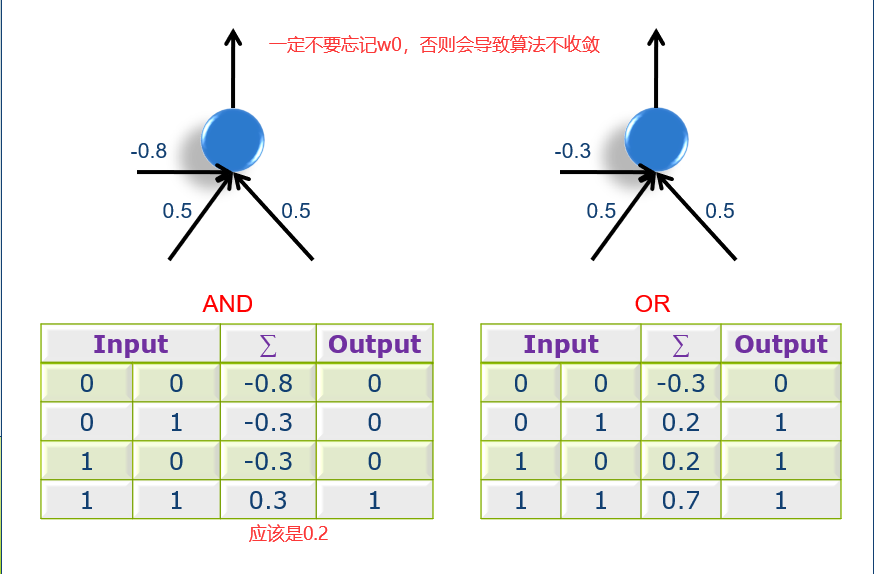 一定不要忘记w0，否则会导致算法不收敛
-0.8
0.5
0.5
-0.3
0.5
0.5
AND
Input ∑ Output
0 0 -0.8 0
0 1 -0.3 0
1 0 -0.3 0
1 1 0.3 1
应该是0.2
OR
Input ∑ Output
0 0 -0.3 0
0 1 0.2 1
1 0 0.2 1
1 1 0.7 1